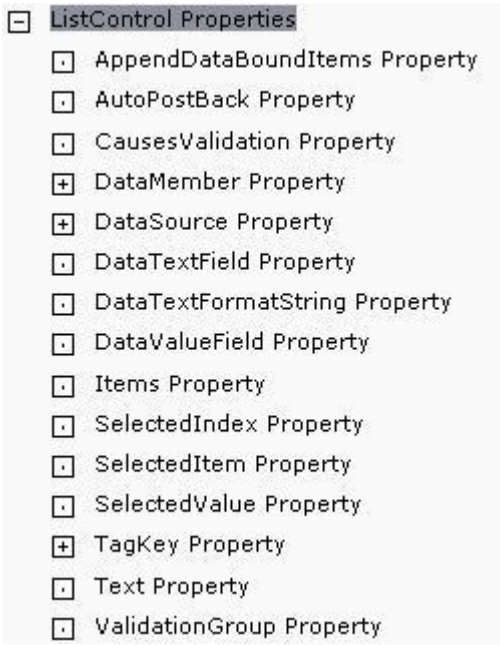 ListControl Properties
AppendDataBoundItems Property
AutoPostBack Property
CausesValidation Property
DataMember Property
DataSource Property
DataTextField Property
DataTextFormatString Property
DataValueField Property
Items Property
SelectedIndex Property
SelectedItem Property
SelectedValue Property
TagKey Property
Text Property
ValidationGroup Property